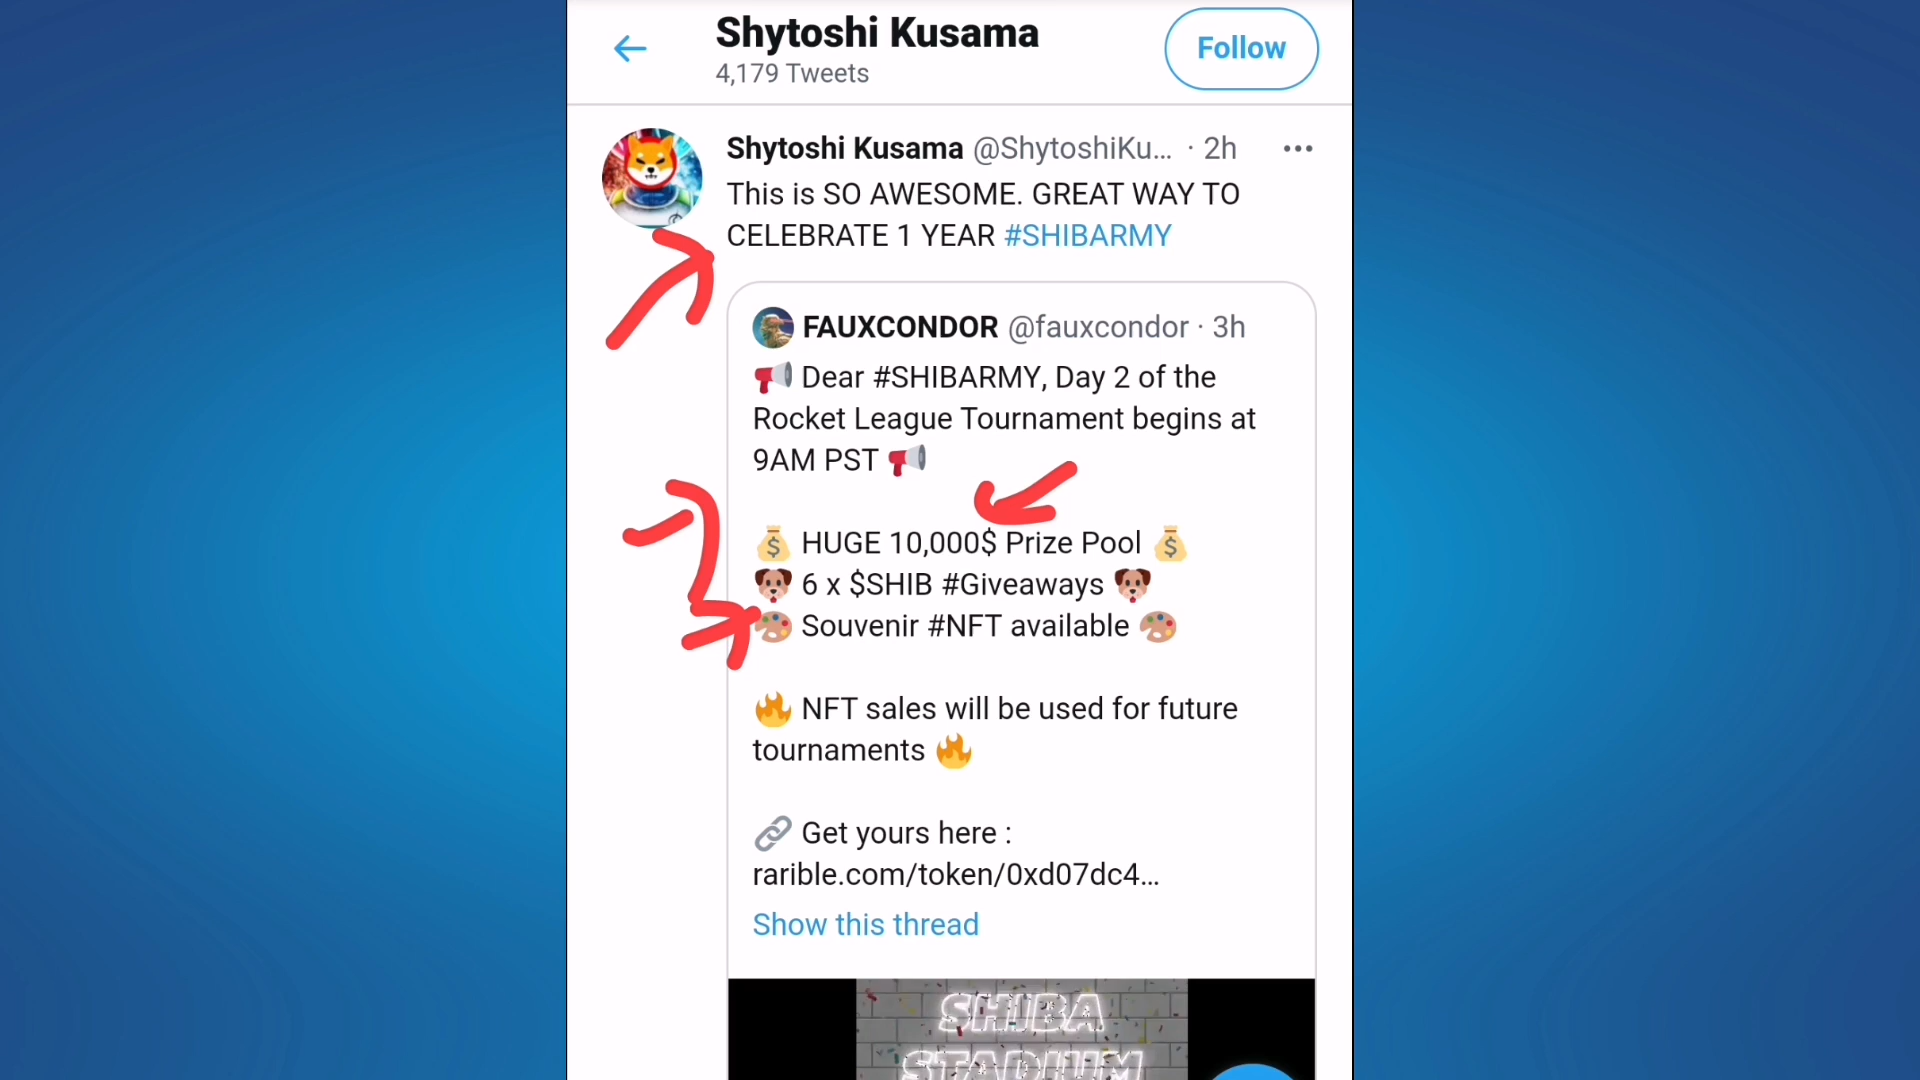 Shytoshi Kusama
4,179 Tweets
Follow
Shytoshi Kusama @ShytoshiKu... · 2h
This is SO AWESOME. GREAT WAY TO
CELEBRATE 1 YEAR #SHIBARMY
FAUXCONDOR @fauxcondor · 3h
📢 Dear #SHIBARMY, Day 2 of the
Rocket League Tournament begins at
9AM PST 📢
💰 HUGE 10,000$ Prize Pool 💰
🐶 6 x $SHIB #Giveaways 🐶
🎨 Souvenir #NFT available 🎨
🔥 NFT sales will be used for future
tournaments 🔥
🔗 Get yours here :
rarible.com/token/0xd07dc4...
Show this thread
SHIBA
STADIUM